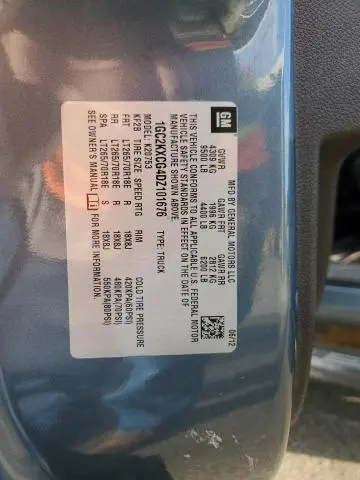 GM
MFD BY GENERAL MOTORS LLC
06/12
GVWR GAWR FRT GAWR RR
4309 KG 1996 KG 2812 KG
9500 LB 4400 LB 6200 LB
THIS VEHICLE CONFORMS TO ALL APPLICABLE U.S. FEDERAL MOTOR
VEHICLE SAFETY STANDARDS IN EFFECT ON THE DATE OF
MANUFACTURE SHOWN ABOVE.
1GC2KXCG4DZ101676 TYPE: TRUCK
MODEL: K20753
KF2B TIRE SIZE SPEED RTG RIM COLD TIRE PRESSURE
FRT LT265/70R18E R 18X8J 420KPA(60PSI)
RR LT265/70R18E R 18X8J 480KPA(70PSI)
SPA LT265/70R18E R 18X8J 550KPA(80PSI)
SEE OWNER'S MANUAL FOR MORE INFORMATION.